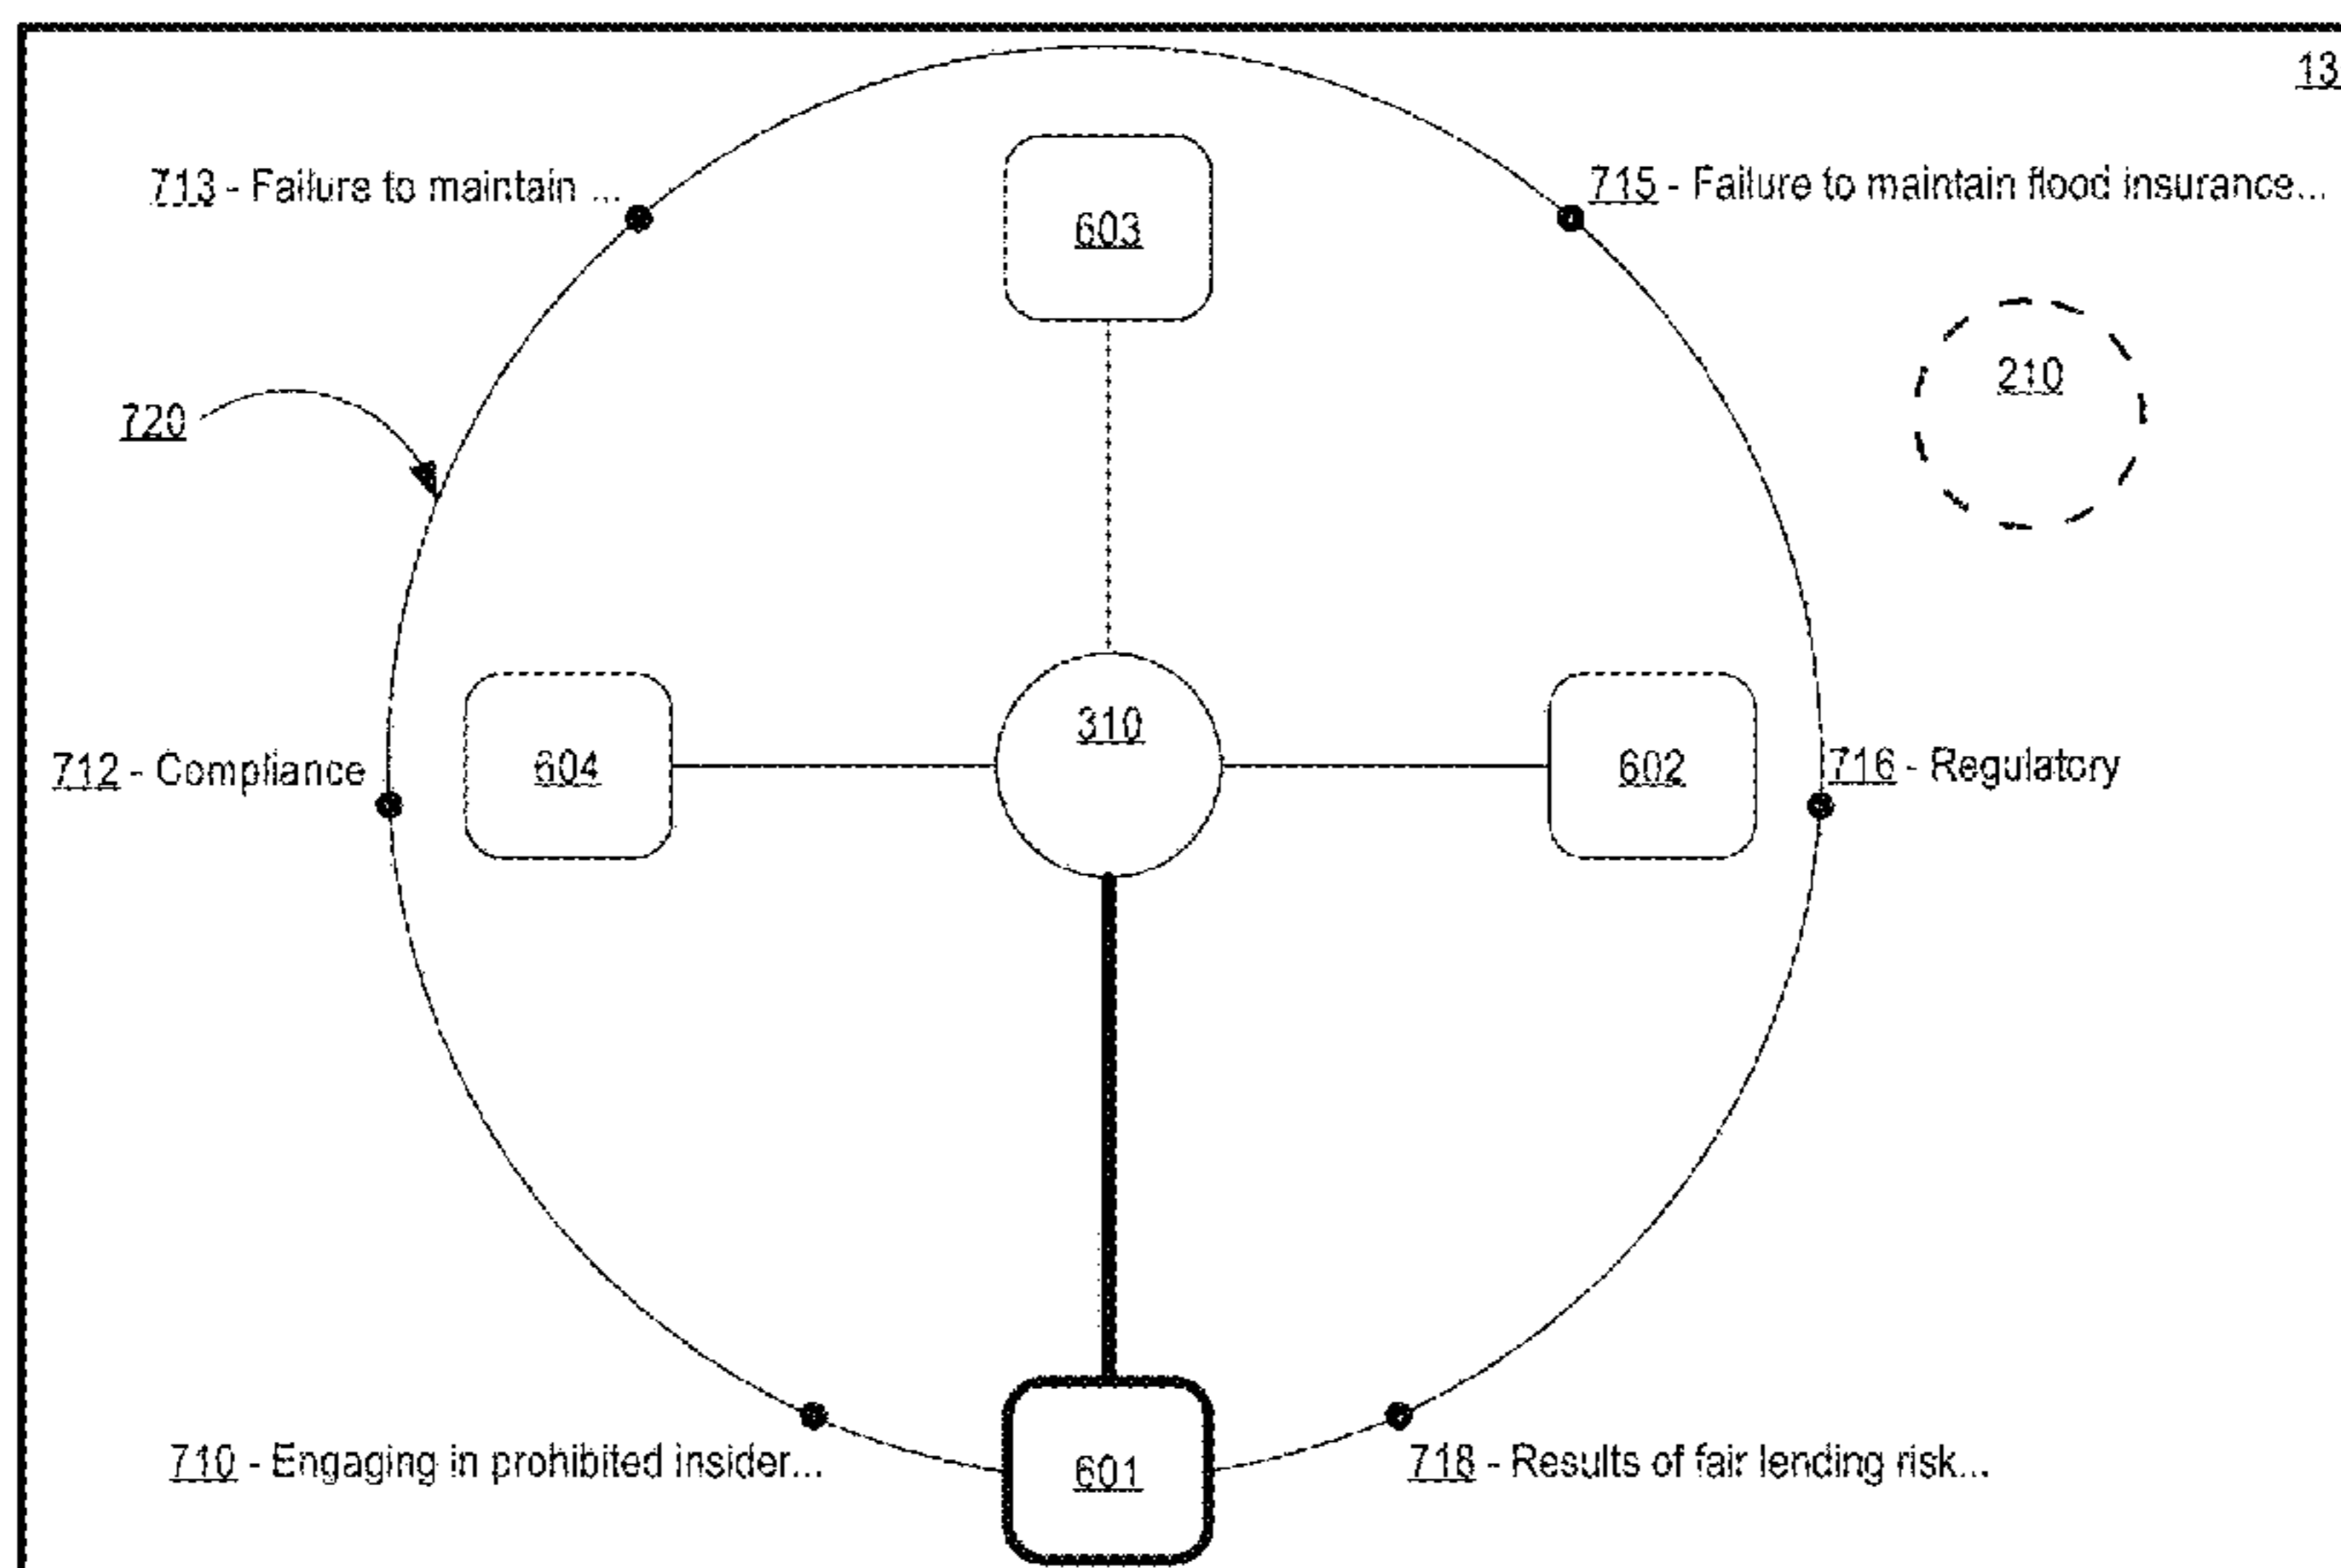 13
713 - Failure to maintain ...
603
715 - Failure to maintain flood insurance...
210
720
712 - Compliance
604
310
602
716 - Regulatory
710 - Engaging in prohibited insider...
601
718 - Results of fair lending risk...